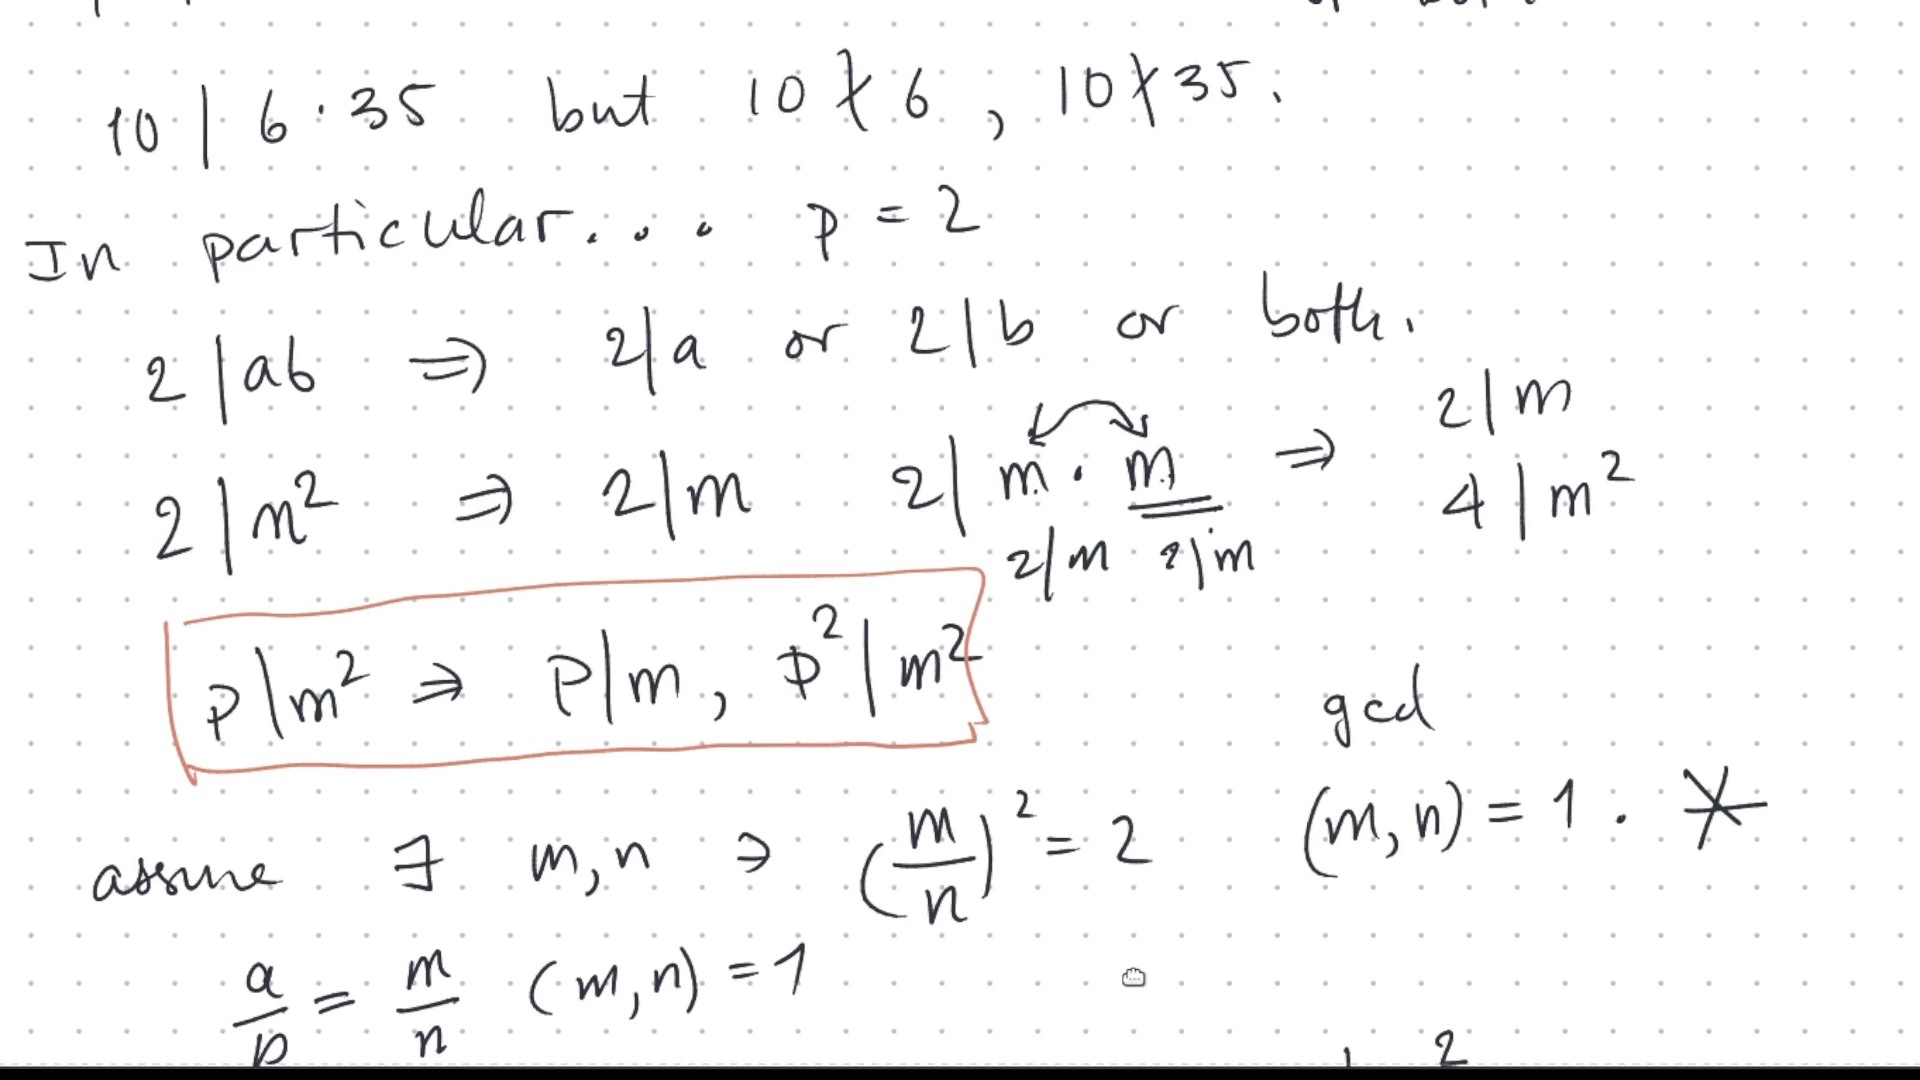 10 | 6 · 35 but 10 ∤ 6 , 10 ∤ 35 .
In particular . . . p = 2
2 | ab ⇒ 2 | a or 2 | b or both .
2 | m² ⇒ 2 | m 2 | m · m ⇒ 2 | m
2 | m 2 | m 4 | m²
p | m² ⇒ p | m , p² | m²
gcd
assume ∃ m, n ∋ (m/n)² = 2 (m, n) = 1 . *
a/b = m/n (m, n) = 1